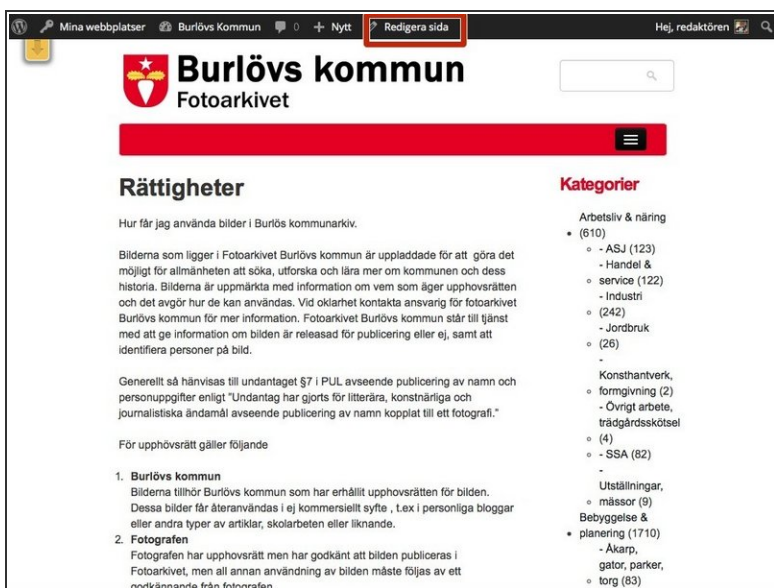 Mina webbplatser Burlövs Kommun 0 + Nytt Redigera sida Hej, redaktören
Burlövs kommun
Fotoarkivet
Rättigheter
Hur får jag använda bilder i Burlös kommunarkiv.
Bilderna som ligger i Fotoarkivet Burlövs kommun är uppladdade för att göra det
möjligt för allmänheten att söka, utforska och lära mer om kommunen och dess
historia. Bilderna är uppmärkta med information om vem som äger upphovsrätten
och det avgör hur de kan användas. Vid oklarhet kontakta ansvarig för fotoarkivet
Burlövs kommun för mer information. Fotoarkivet Burlövs kommun står till tjänst
med att ge information om bilden är releasad för publicering eller ej, samt att
identifiera personer på bild.
Generellt så hänvisas till undantaget §7 i PUL avseende publicering av namn och
personuppgifter enligt "Undantag har gjorts för litterära, konstnärliga och
journalistiska ändamål avseende publicering av namn kopplat till ett fotografi."
För upphovsrätt gäller följande
1. Burlövs kommun
Bilderna tillhör Burlövs kommun som har erhållit upphovsrätten för bilden.
Dessa bilder får återanvändas i ej kommersiellt syfte , t.ex i personliga bloggar
eller andra typer av artiklar, skolarbeten eller liknande.
2. Fotografen
Fotografen har upphovsrätt men har godkänt att bilden publiceras i
Fotoarkivet, men all annan användning av bilden måste följas av ett
godkännande från fotografen
Kategorier
Arbetsliv & näring
(610)
- ASJ (123)
- Handel &
service (122)
- Industri
(242)
- Jordbruk
(26)
-
Konsthantverk,
formgivning (2)
- Övrigt arbete,
trädgårdsskötsel
(4)
- SSA (82)
-
Utställningar,
mässor (9)
Bebyggelse &
planering (1710)
- Åkarp,
gator, parker,
torg (83)